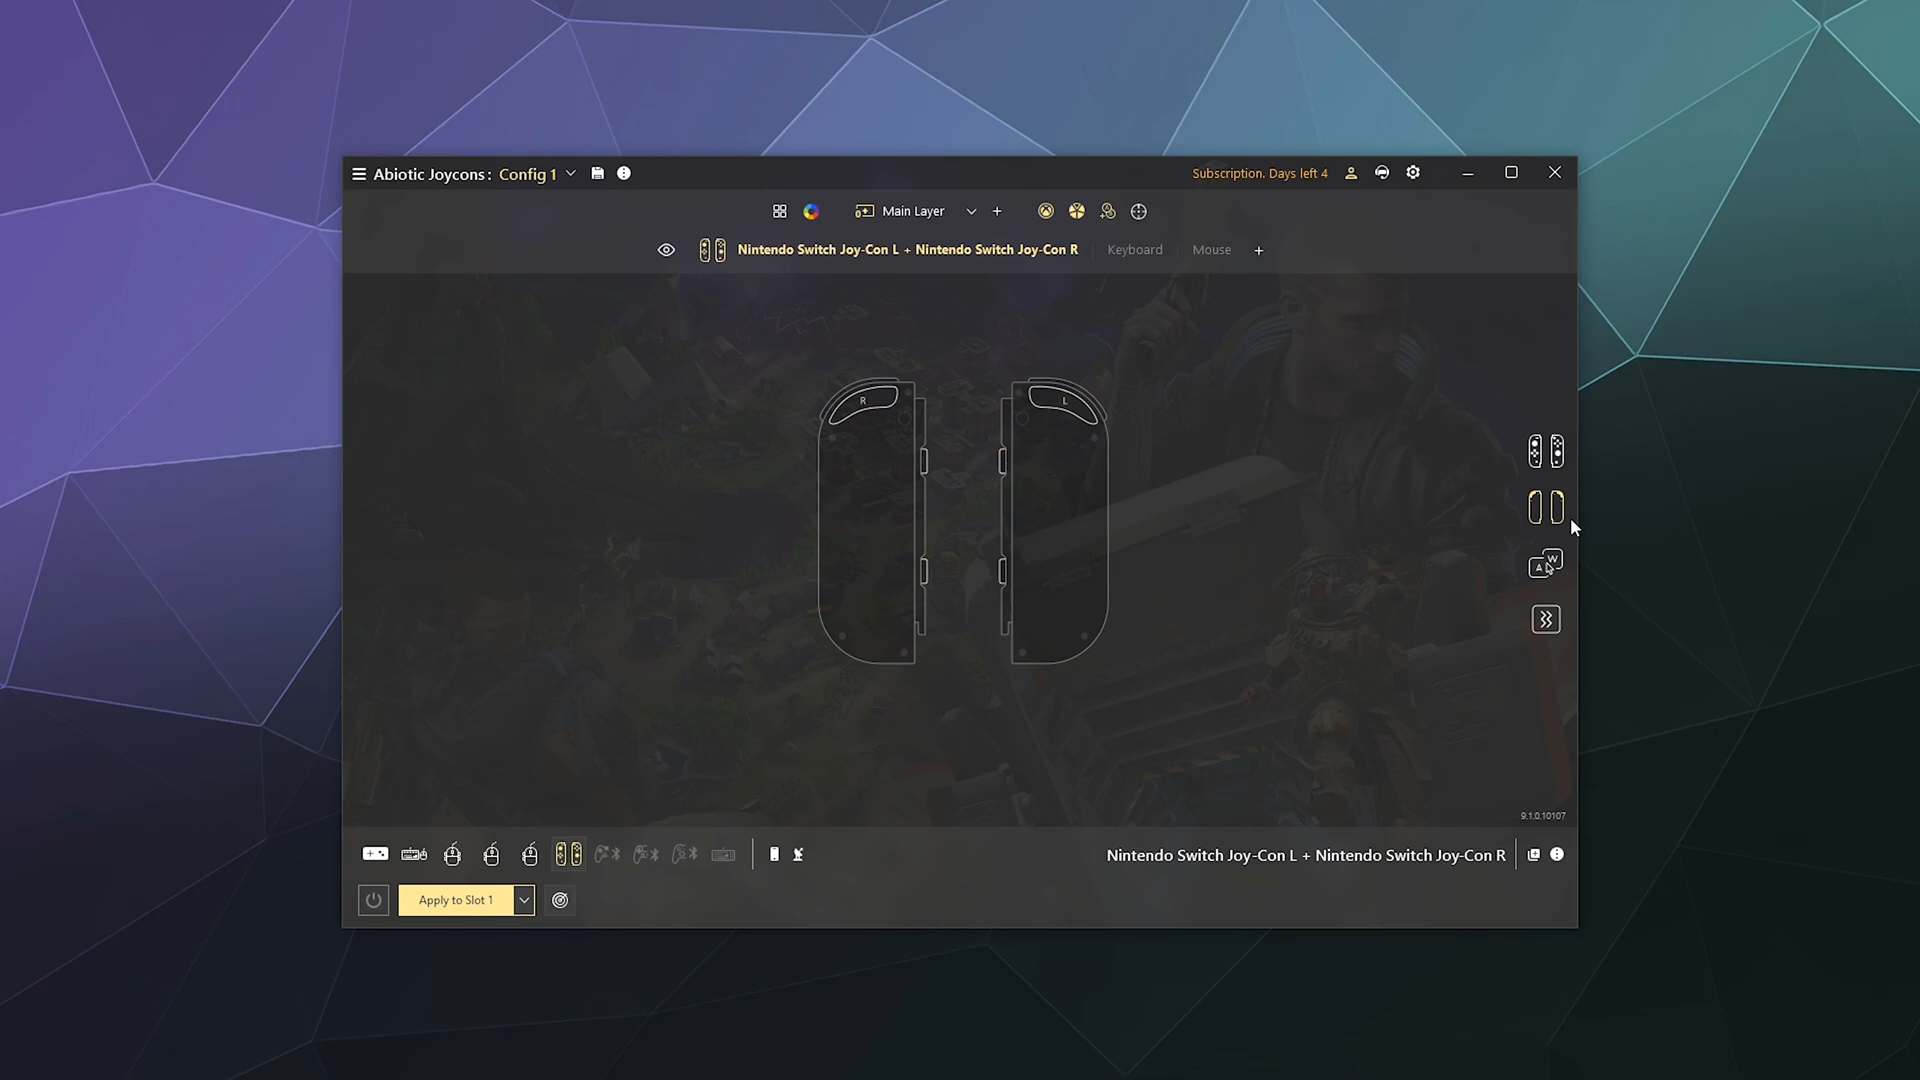 Abiotic Joycons: Config 1
Subscription. Days left 4
Main Layer
Nintendo Switch Joy-Con L + Nintendo Switch Joy-Con R
Keyboard
Mouse
R
L
W
A
9.1.0.10107
Nintendo Switch Joy-Con L + Nintendo Switch Joy-Con R
Apply to Slot 1